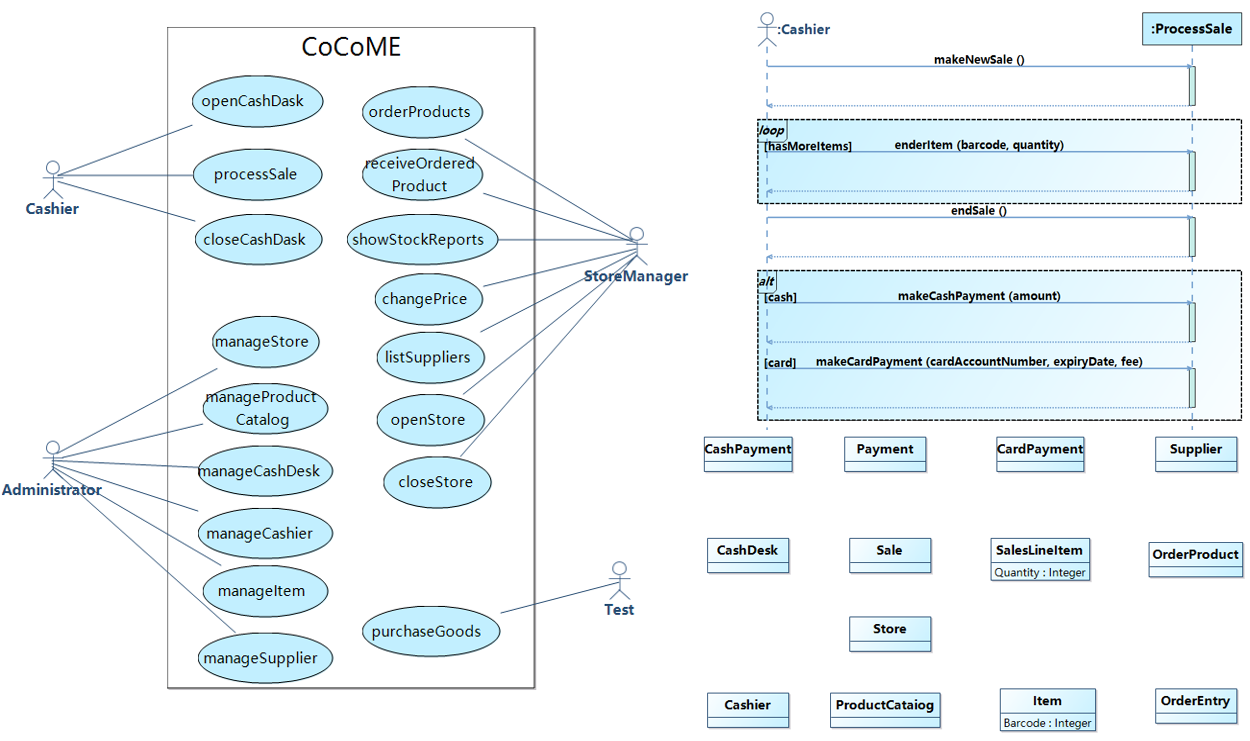 CoCoME
openCashDask
processSale
closeCashDask
Cashier
orderProducts
receiveOrdered
Product
showStockReports
changePrice
listSuppliers
openStore
closeStore
StoreManager
manageStore
manageProduct
Catalog
manageCashDesk
manageCashier
manageItem
manageSupplier
Administrator
purchaseGoods
Test
:Cashier
:ProcessSale
makeNewSale ()
loop
[hasMoreItems]
enderItem (barcode, quantity)
endSale ()
alt
[cash]
makeCashPayment (amount)
[card]
makeCardPayment (cardAccountNumber, expiryDate, fee)
CashPayment
Payment
CardPayment
Supplier
CashDesk
Sale
SalesLineItem
Quantity : Integer
OrderProduct
Store
Cashier
ProductCataiog
Item
Barcode : Integer
OrderEntry